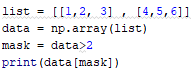 list = [[1,2, 3] , [4,5,6]]
data = np.array(list)
mask = data>2
print(data[mask])